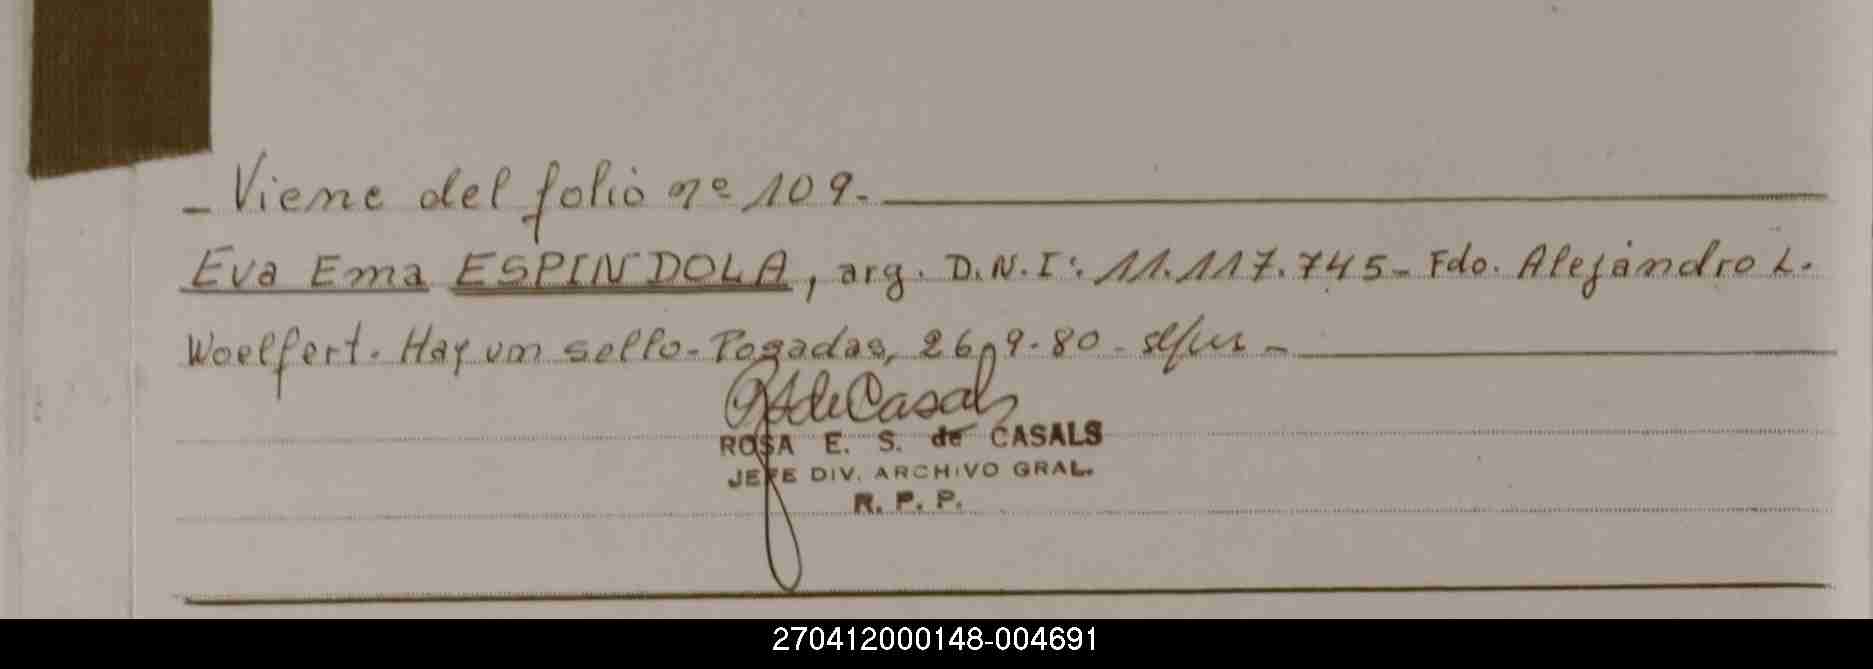 _ Viene del folio nº 109.
Eva Ema ESPINDOLA, arg. D.N.I: 11.117.745- Fdo. Alejandro L.
Woelfert. Hay un sello- Posadas, 26-9-80-
RdeCasals
ROSA E. S. de CASALS
JEFE DIV. ARCHIVO GRAL.
R. P. P.
270412000148-004691